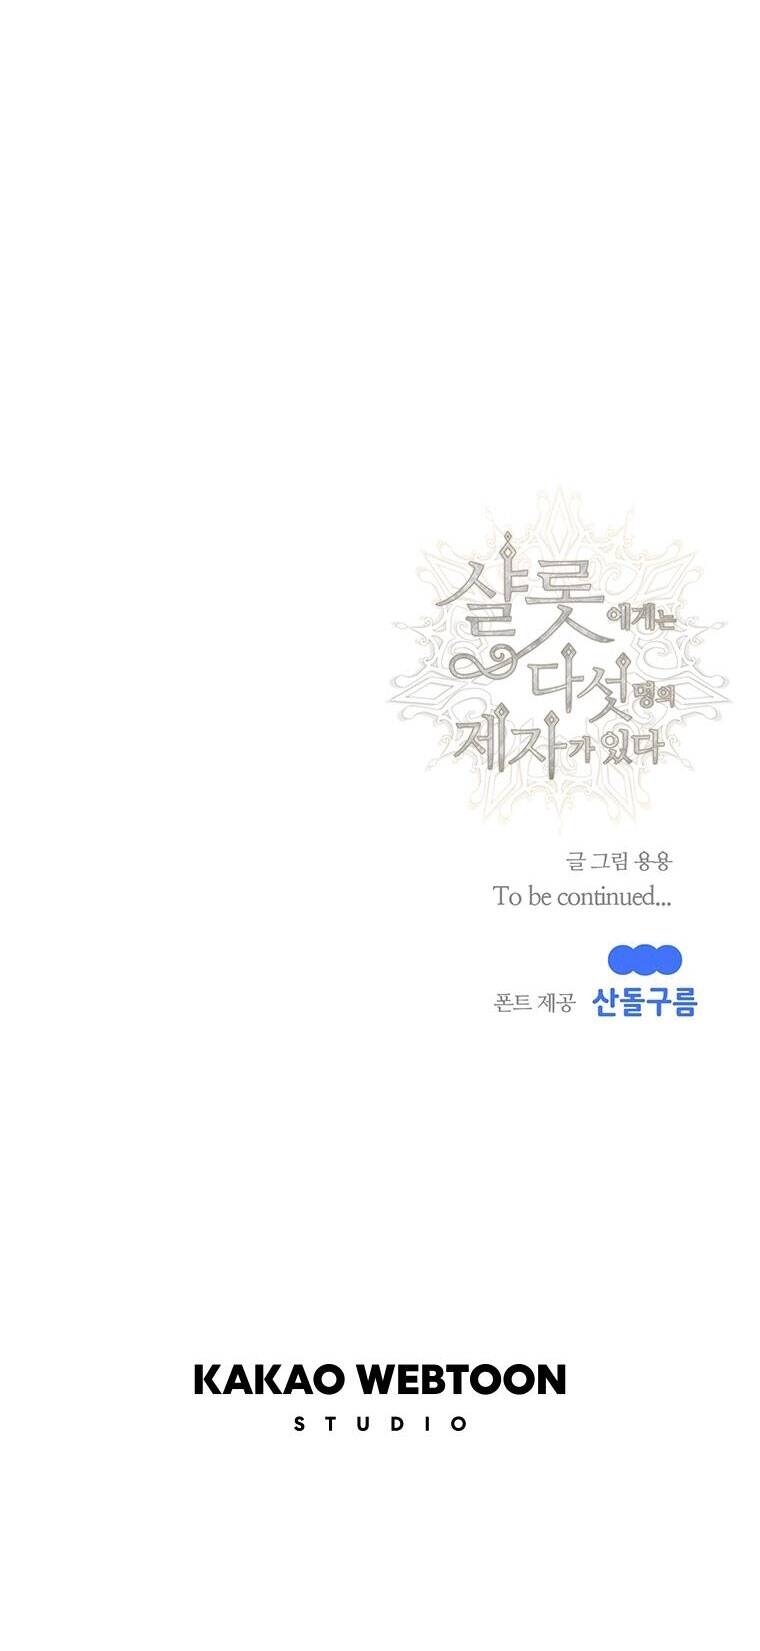 샬롯에게는
다섯명의
제자가 있다
글 그림 용용
To be continued...
폰트 제공 산돌구름
KAKAO WEBTOON
STUDIO